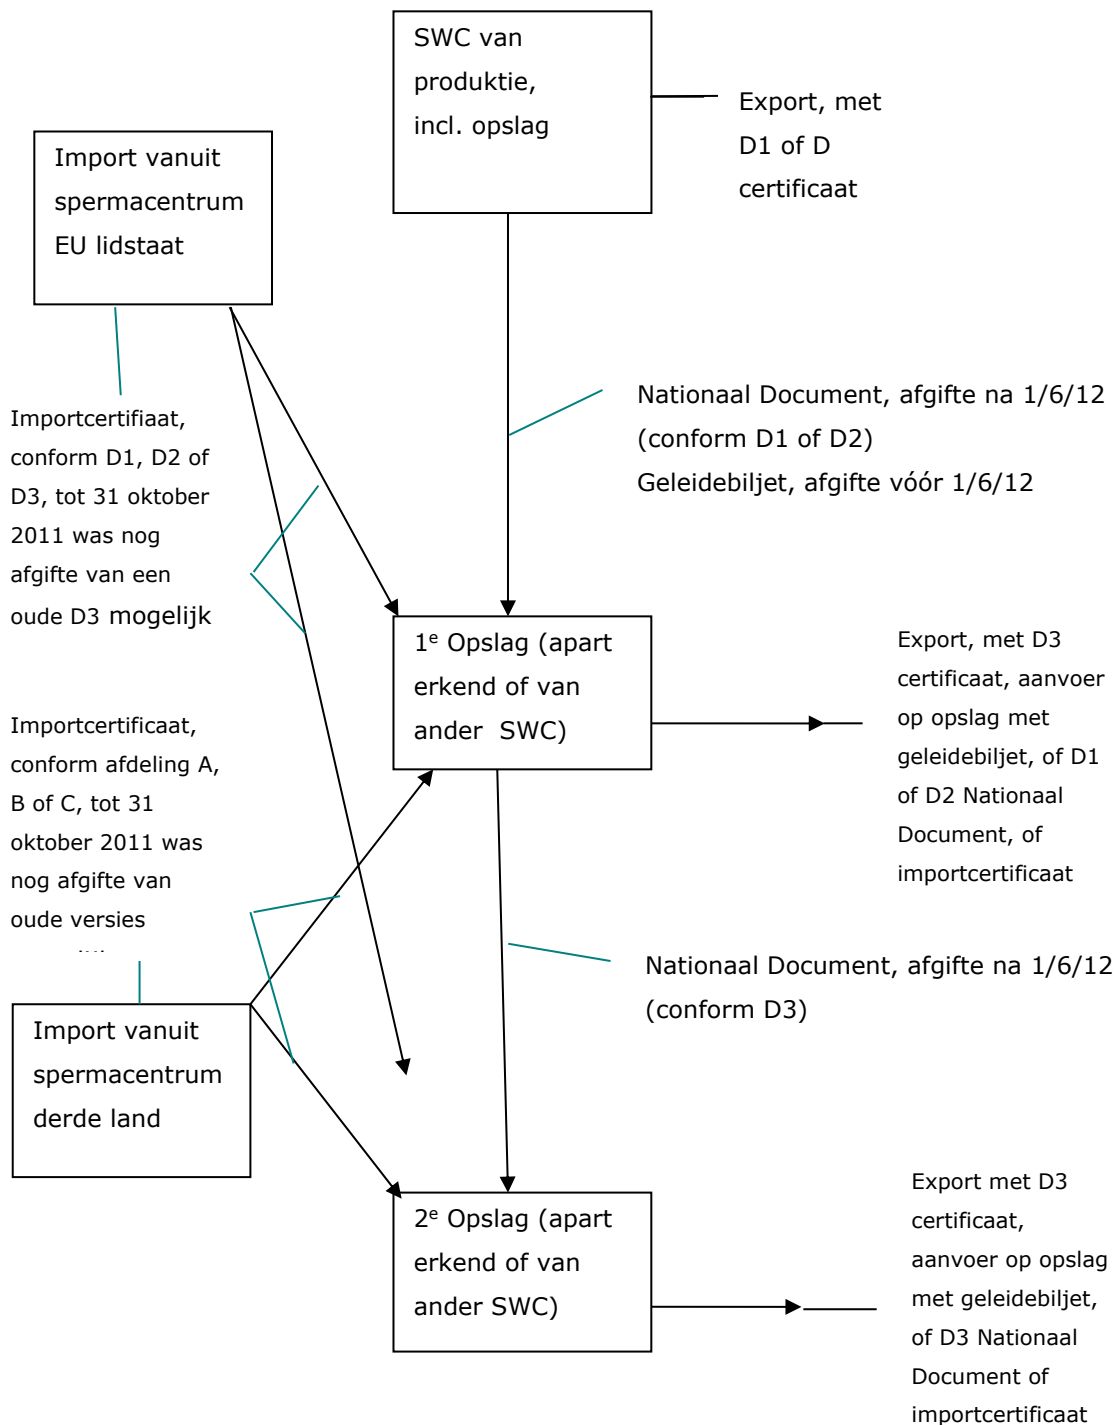 SWC van
produktie,
incl. opslag
Export, met
D1 of D
certificaat
Import vanuit
spermacentrum
EU lidstaat
Nationaal Document, afgifte na 1/6/12
(conform D1 of D2)
Geleidebiljet, afgifte vóór 1/6/12
Importcertifiaat,
conform D1, D2 of
D3, tot 31 oktober
2011 was nog
afgifte van een
oude D3 mogelijk
1e Opslag (apart
erkend of van
ander SWC)
Export, met D3
certificaat, aanvoer
op opslag met
geleidebiljet, of D1
of D2 Nationaal
Document, of
importcertificaat
Importcertificaat,
conform afdeling A,
B of C, tot 31
oktober 2011 was
nog afgifte van
oude versies
Nationaal Document, afgifte na 1/6/12
(conform D3)
Import vanuit
spermacentrum
derde land
2e Opslag (apart
erkend of van
ander SWC)
Export met D3
certificaat,
aanvoer op opslag
met geleidebiljet,
of D3 Nationaal
Document of
importcertificaat